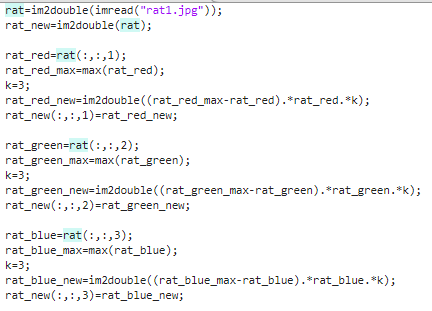 rat=im2double(imread("rat1.jpg"));
rat_new=im2double(rat);
rat_red=rat(:,:,1);
rat_red_max=max(rat_red);
k=3;
rat_red_new=im2double((rat_red_max-rat_red).*rat_red.*k);
rat_new(:,:,1)=rat_red_new;
rat_green=rat(:,:,2);
rat_green_max=max(rat_green);
k=3;
rat_green_new=im2double((rat_green_max-rat_green).*rat_green.*k);
rat_new(:,:,2)=rat_green_new;
rat_blue=rat(:,:,3);
rat_blue_max=max(rat_blue);
k=3;
rat_blue_new=im2double((rat_blue_max-rat_blue).*rat_blue.*k);
rat_new(:,:,3)=rat_blue_new;